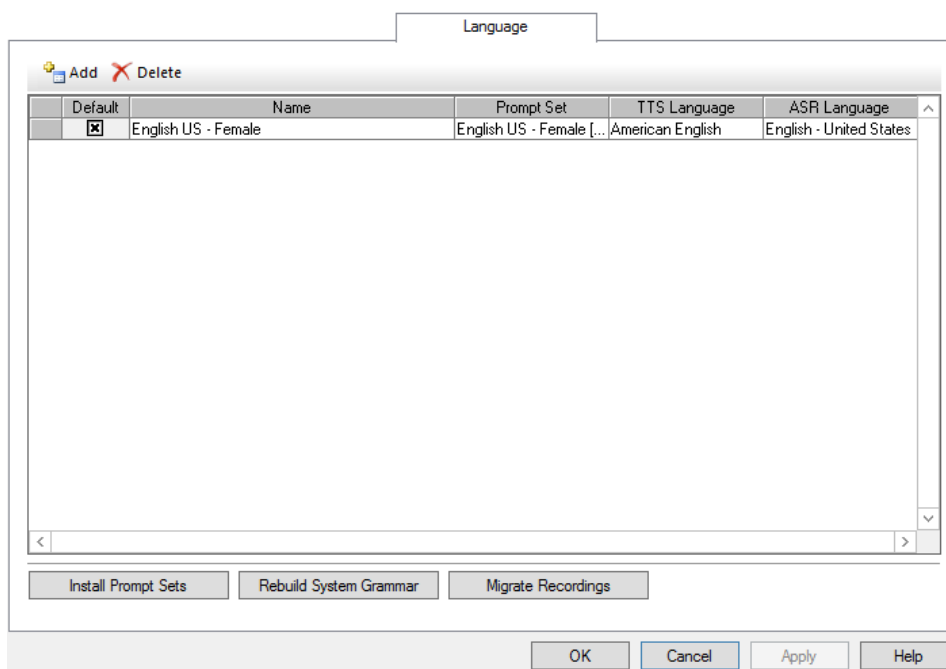 Language
Add Delete
Default Name Prompt Set TTS Language ASR Language
English US - Female English US - Female [... American English English - United States
Install Prompt Sets Rebuild System Grammar Migrate Recordings
OK Cancel Apply Help